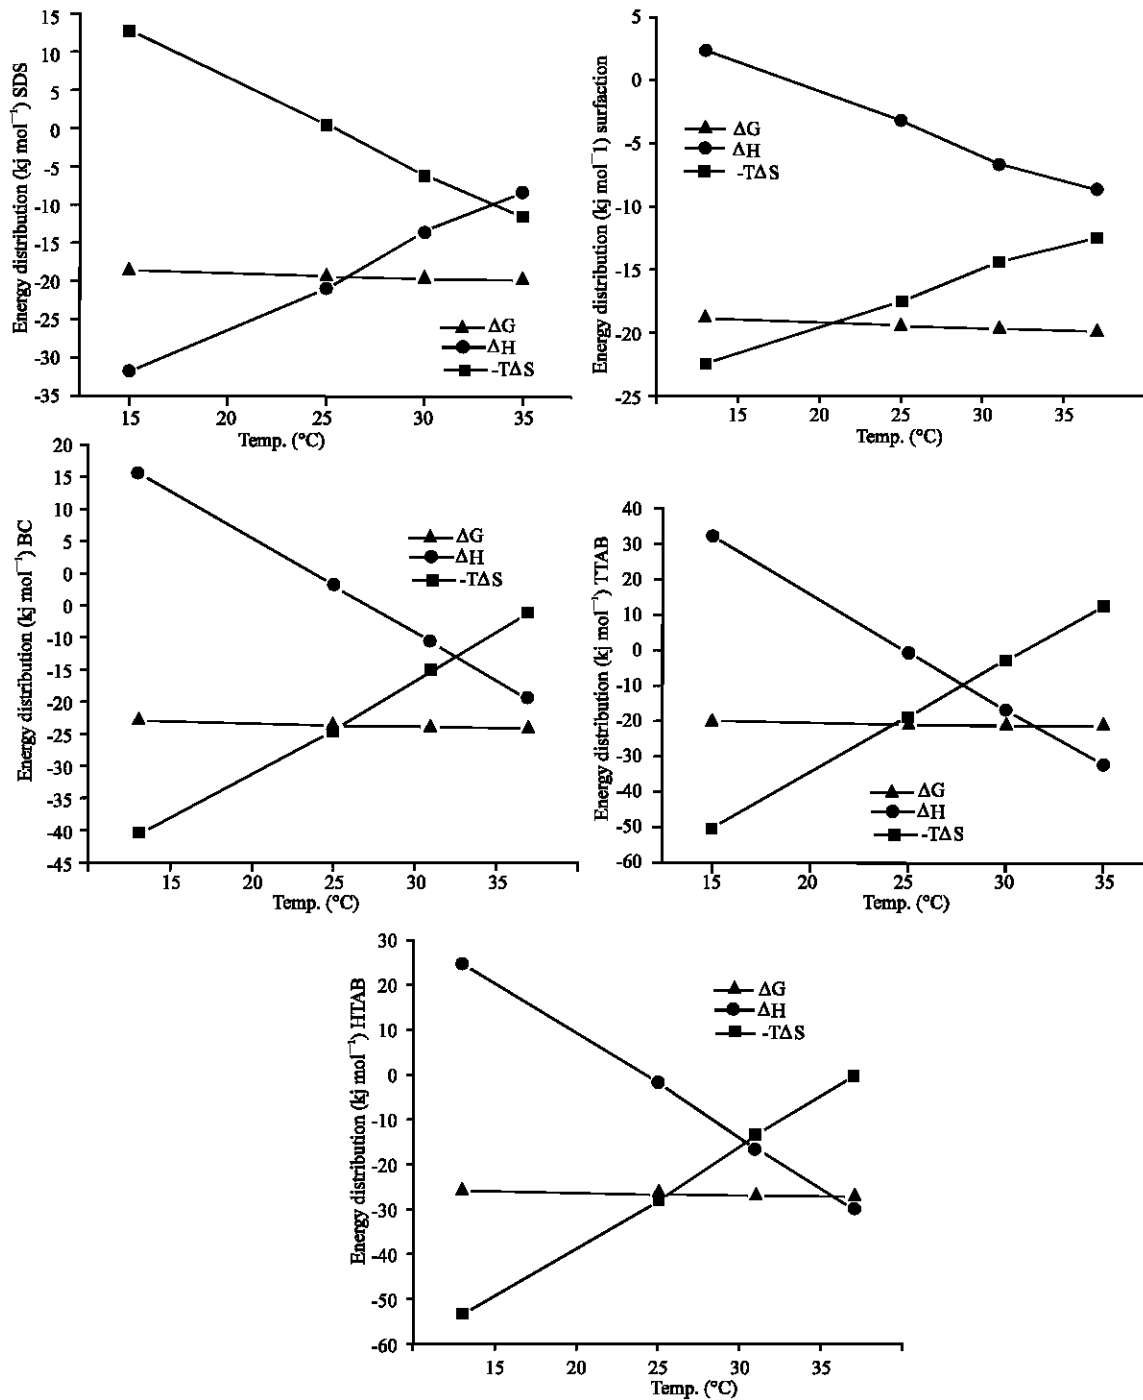 15
10
5
0
-5
-10
-15
-20
-25
-30
-35
Energy distribution (kj mol⁻¹) SDS
ΔG
ΔH
-TΔS
15 20 25 30 35
Temp. (°C)
5
0
-5
-10
-15
-20
-25
Energy distribution (kj mol⁻1) surfaction
ΔG
ΔH
-TΔS
15 20 25 30 35
Temp. (°C)
20
15
10
5
0
0
-10
-15
-20
-25
-30
-35
-40
-45
Energy distribution (kj mol⁻¹) BC
ΔG
ΔH
-TΔS
15 20 25 30 35
Temp. (°C)
40
30
20
10
0
-10
-20
-30
-40
-50
-60
Energy distribution (kj mol⁻¹) TTAB
ΔG
ΔH
-TΔS
15 20 25 30 35
Temp. (°C)
30
20
10
0
-10
-20
-30
-40
-50
-60
Energy distribution (kj mol⁻¹) HTAB
ΔG
ΔH
-TΔS
15 20 25 30 35
Temp. (°C)